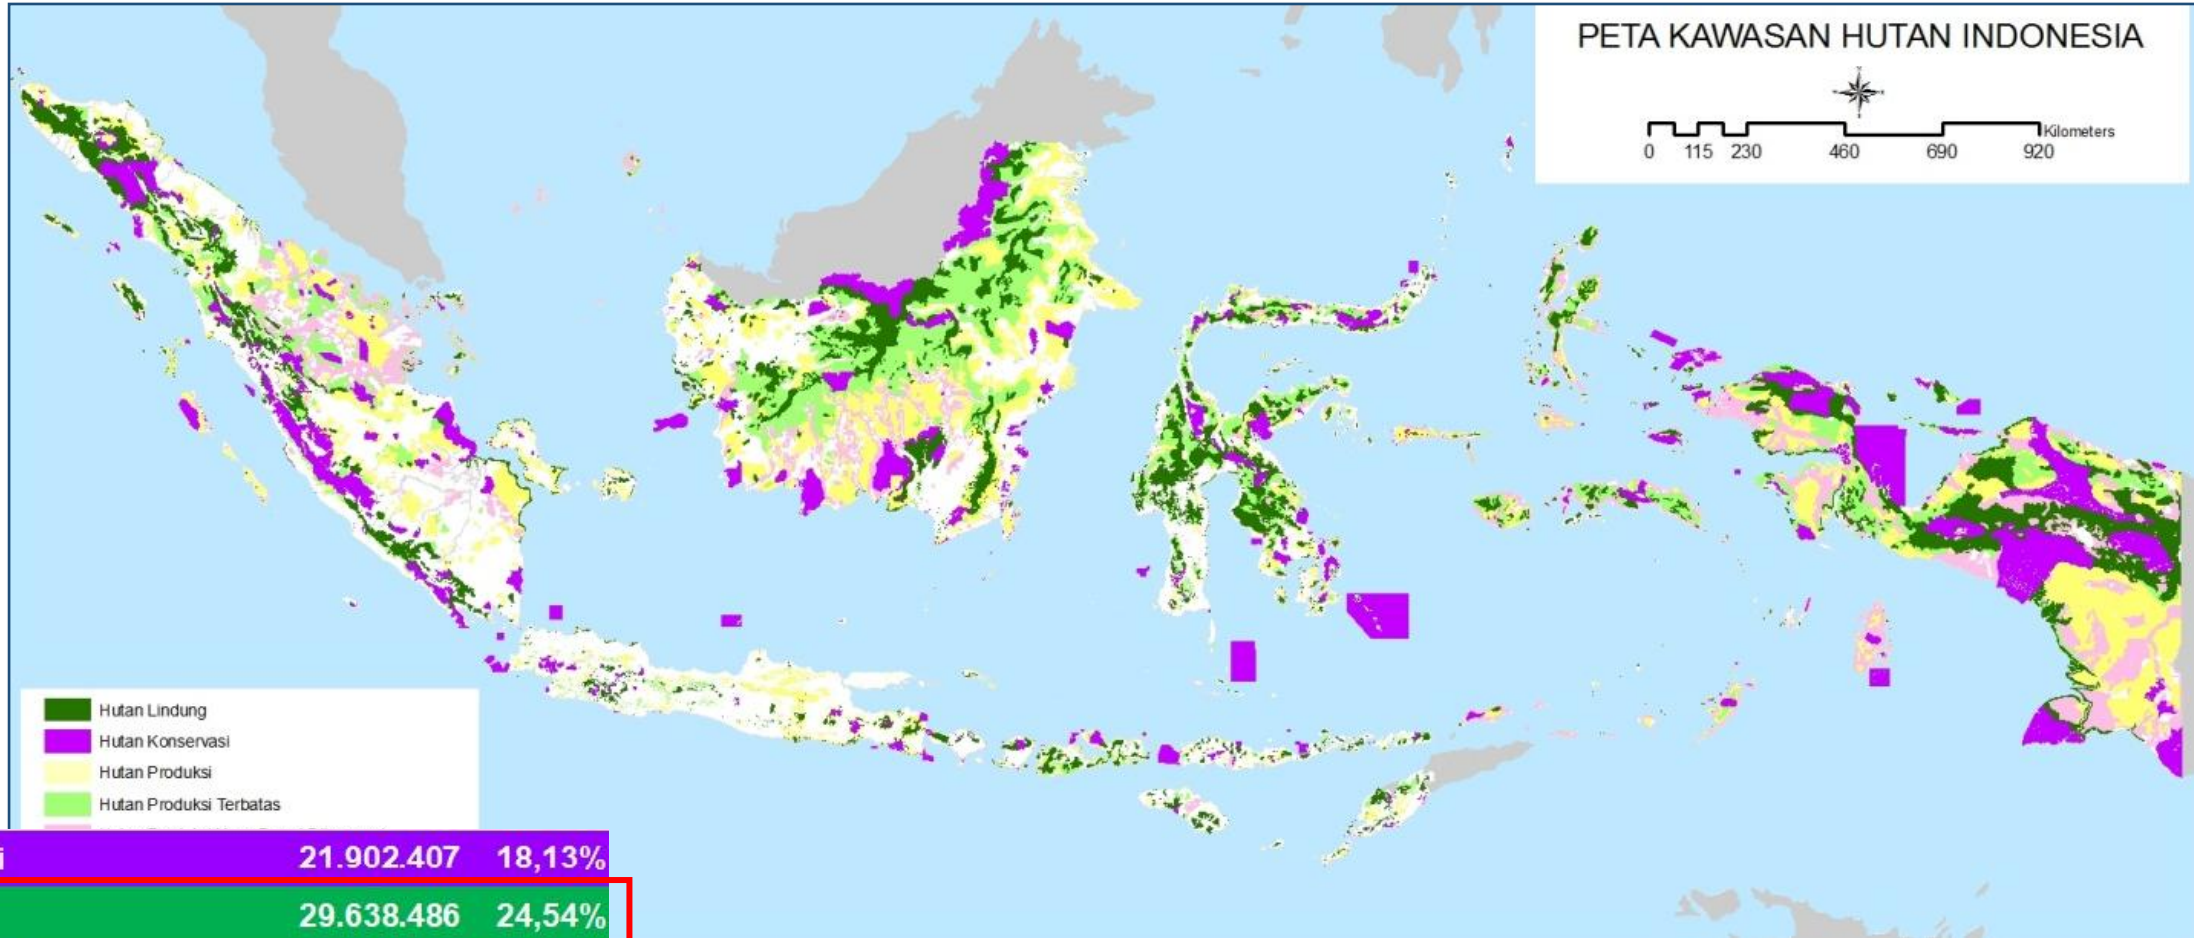 PETA KAWASAN HUTAN INDONESIA
Kilometers
0 115 230 460 690 920
Hutan Lindung
Hutan Konservasi
Hutan Produksi
Hutan Produksi Terbatas
i 21.902.407 18,13%
29.638.486 24,54%